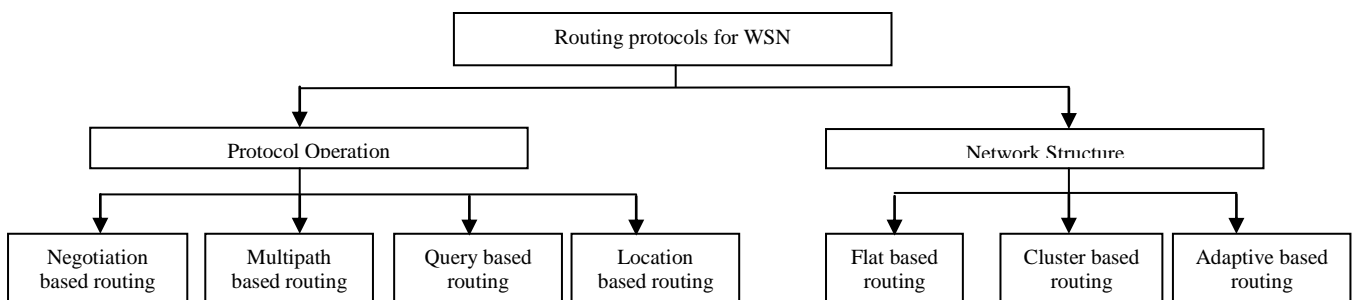 Routing protocols for WSN
Protocol Operation
Network Structure
Negotiation
based routing
Multipath
based routing
Query based
routing
Location
based routing
Flat based
routing
Cluster based
routing
Adaptive based
routing